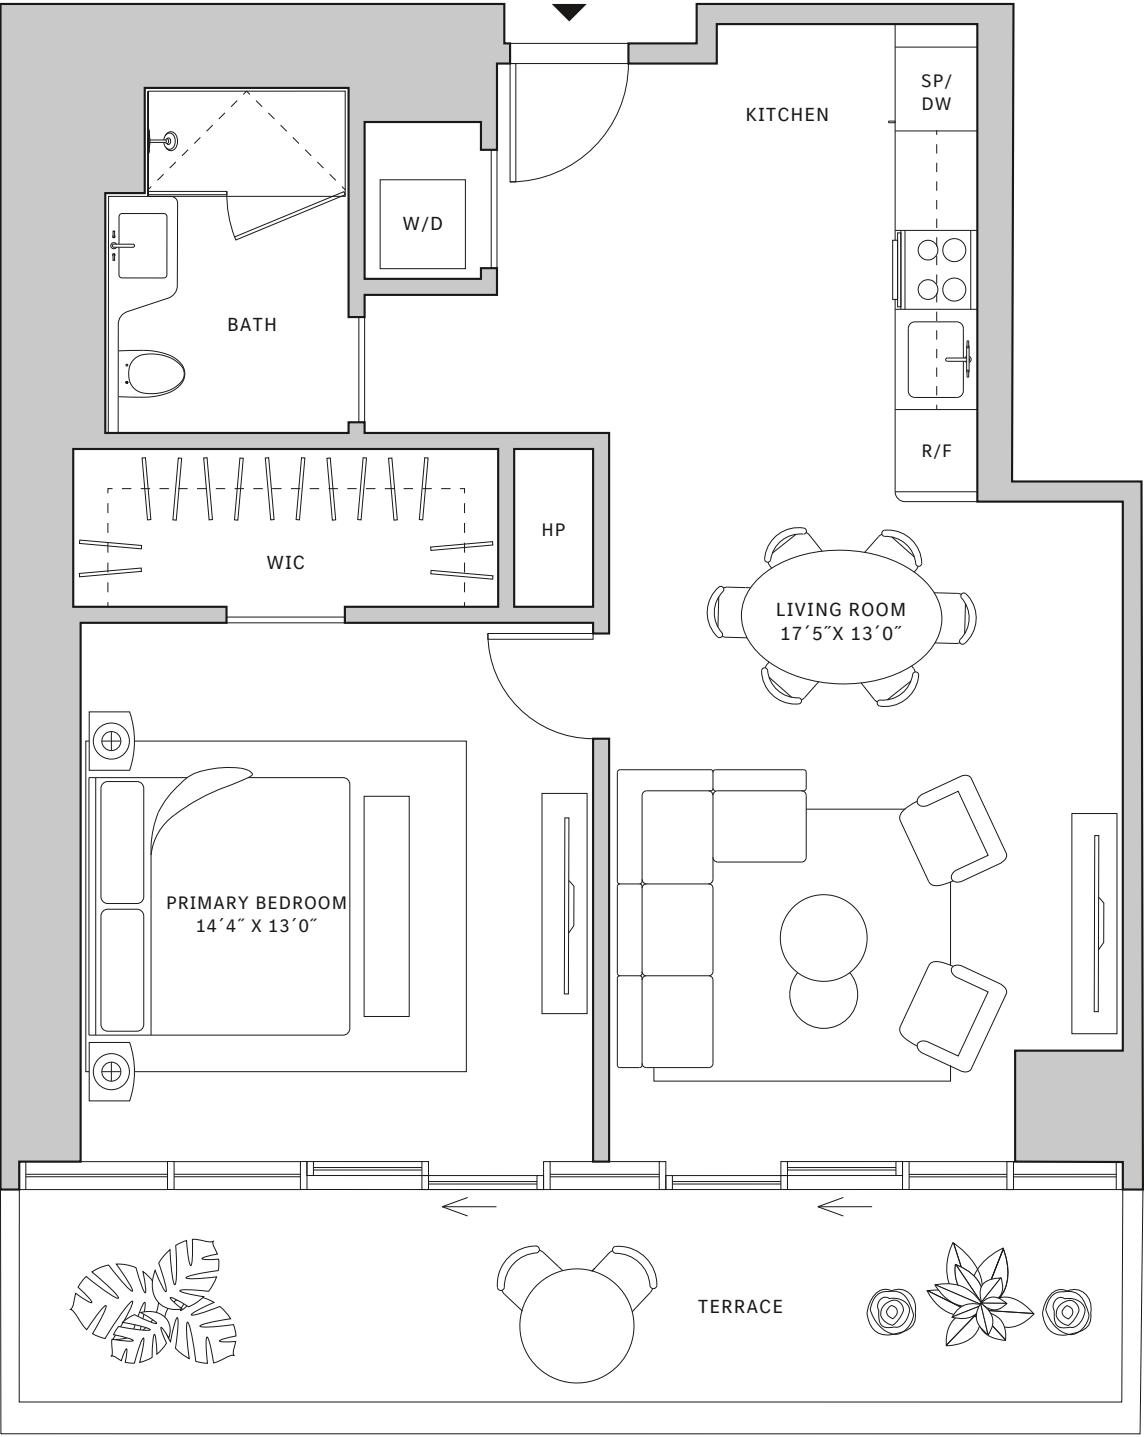 SP/
DW
KITCHEN
W/D
BATH
R/F
HP
WIC
LIVING ROOM
17´5˝X 13´0˝
PRIMARY BEDROOM
14´4˝ X 13´0˝
TERRACE